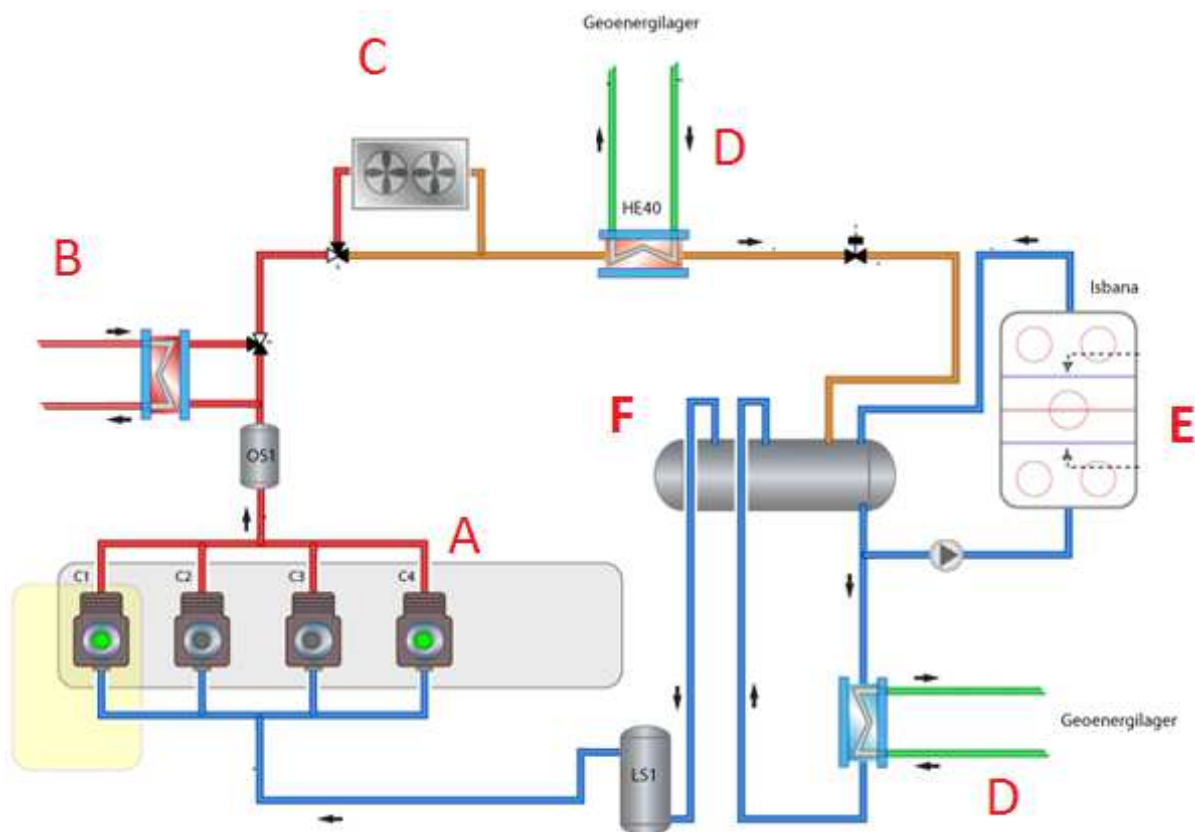 Geoenergilager
C
D
HE40
B
Isbana
F
E
OS1
A
C1
C2
C3
C4
Geoenergilager
LS1
D